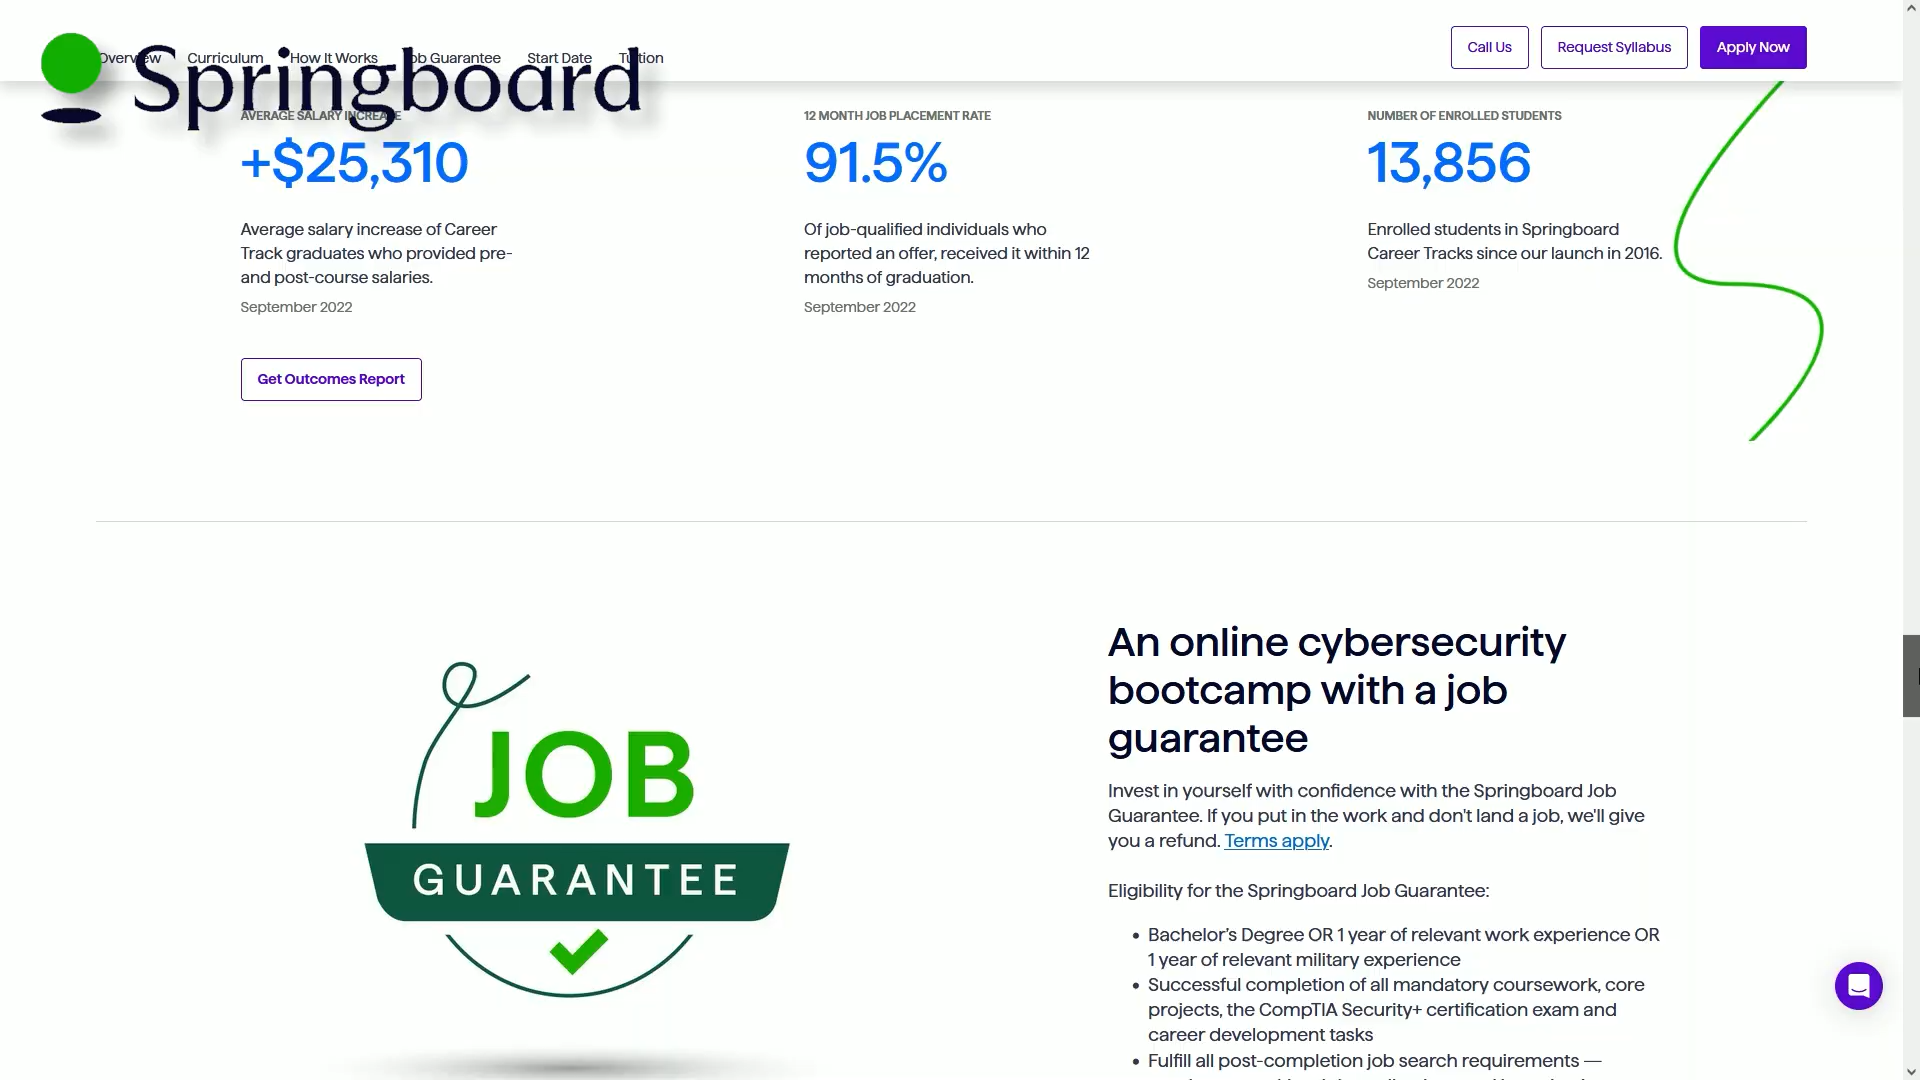 Springboard
Overview Curriculum How It Works Job Guarantee Start Date Tuition
Call Us Request Syllabus Apply Now
AVERAGE SALARY INCREASE
+$25,310
Average salary increase of Career
Track graduates who provided pre-
and post-course salaries.
September 2022
Get Outcomes Report
12 MONTH JOB PLACEMENT RATE
91.5%
Of job-qualified individuals who
reported an offer, received it within 12
months of graduation.
September 2022
NUMBER OF ENROLLED STUDENTS
13,856
Enrolled students in Springboard
Career Tracks since our launch in 2016.
September 2022
JOB
GUARANTEE
An online cybersecurity
bootcamp with a job
guarantee
Invest in yourself with confidence with the Springboard Job
Guarantee. If you put in the work and don't land a job, we'll give
you a refund. Terms apply.
Eligibility for the Springboard Job Guarantee:
• Bachelor's Degree OR 1 year of relevant work experience OR
1 year of relevant military experience
• Successful completion of all mandatory coursework, core
projects, the CompTIA Security+ certification exam and
career development tasks
• Fulfill all post-completion job search requirements —